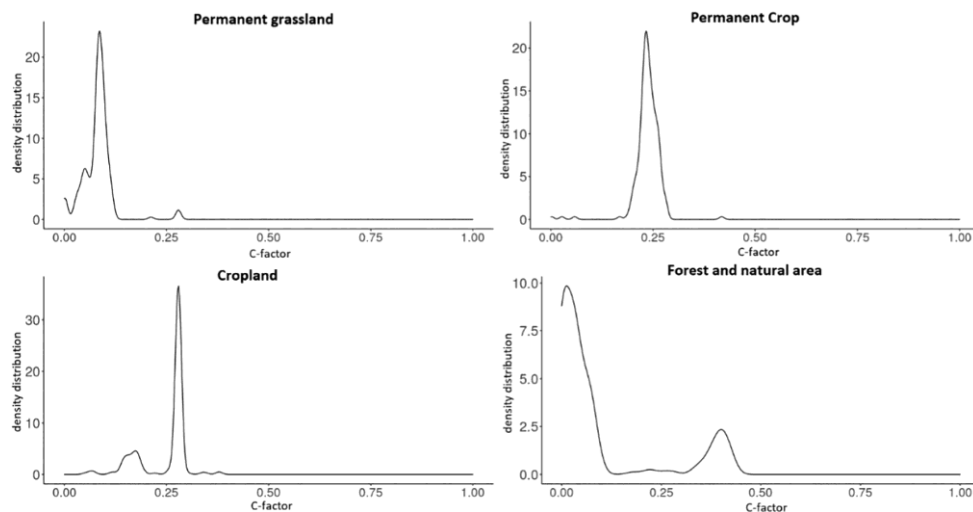 Permanent grassland
density distribution
20
15
10
5
0
0.00 0.25 0.50 0.75 1.00
C-factor
Permanent Crop
density distribution
20
15
10
5
0
0.00 0.25 0.50 0.75 1.00
C-factor
Cropland
density distribution
30
20
10
0
0.00 0.25 0.50 0.75 1.00
C-factor
Forest and natural area
density distribution
10.0
7.5
5.0
2.5
0.0
0.00 0.25 0.50 0.75 1.00
C-factor